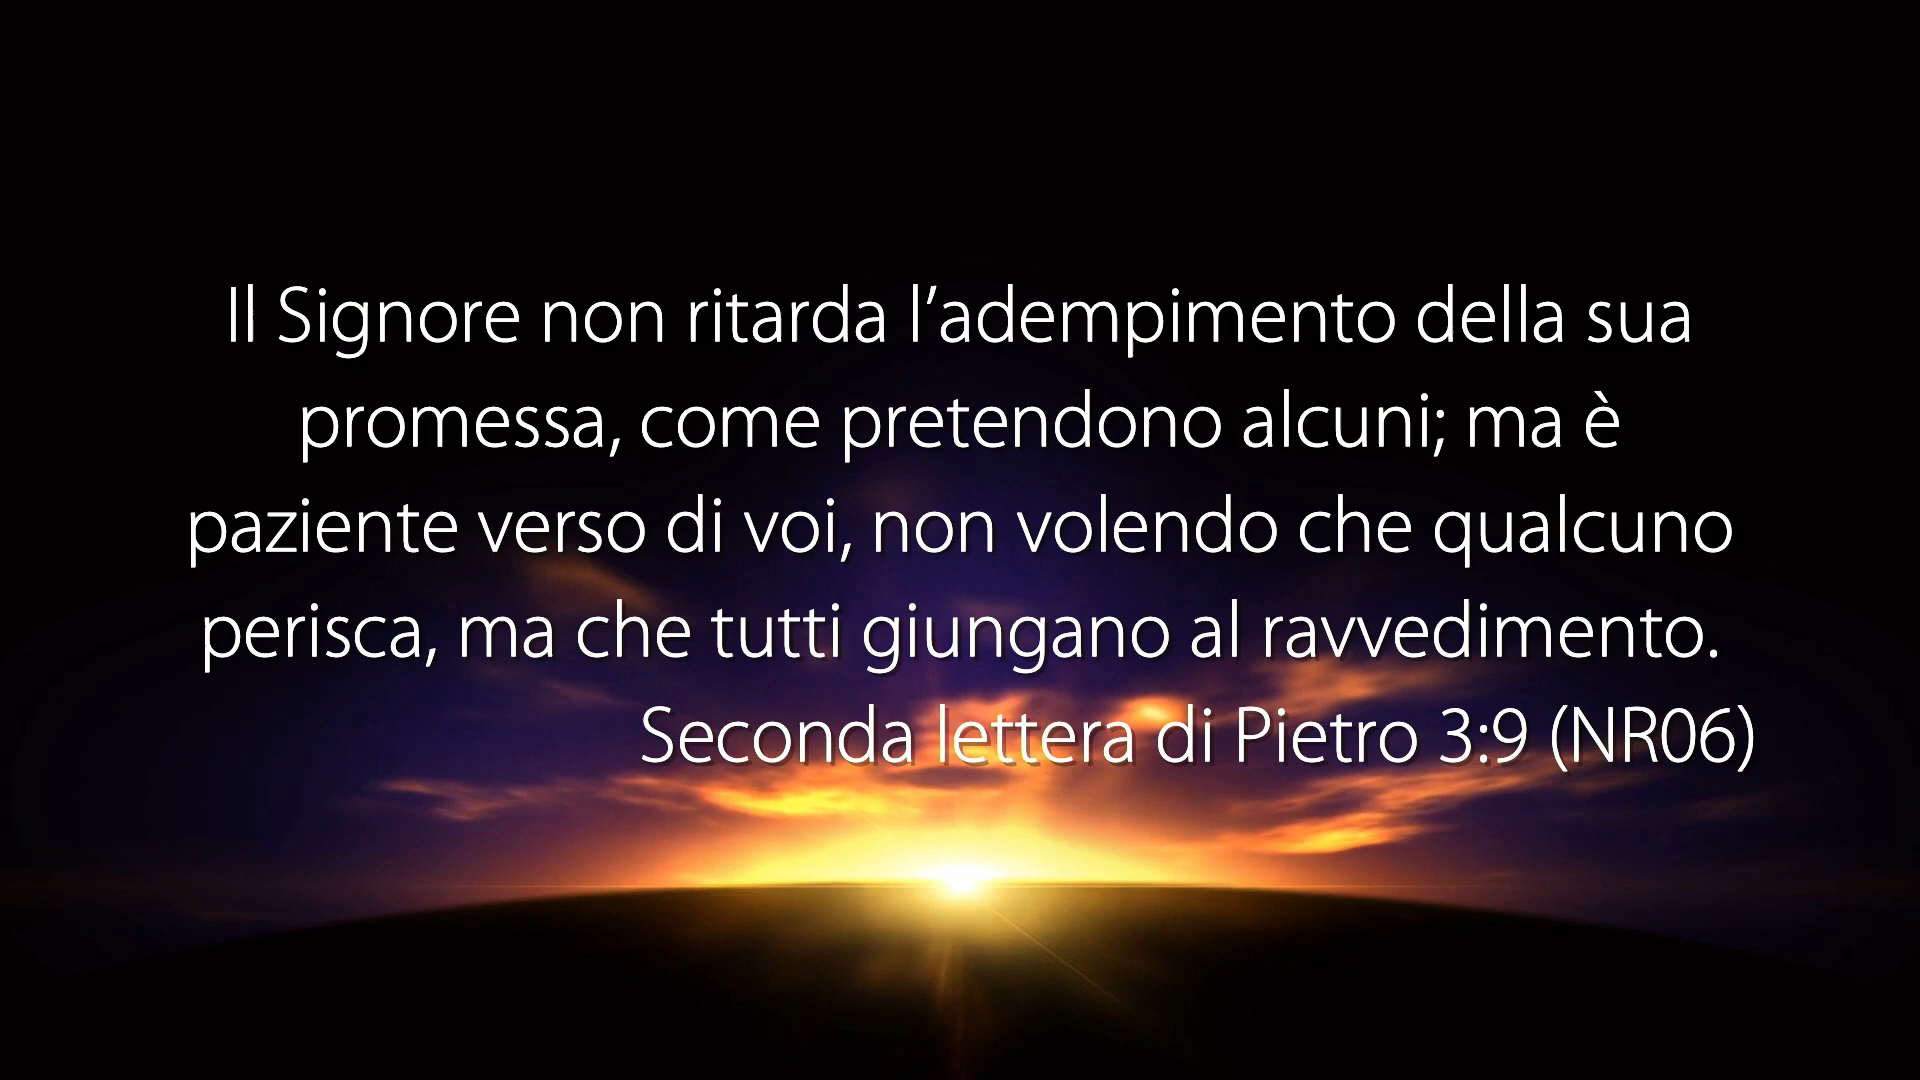 Il Signore non ritarda l’adempimento della sua
promessa, come pretendono alcuni; ma è
paziente verso di voi, non volendo che qualcuno
perisca, ma che tutti giungano al ravvedimento.
Seconda lettera di Pietro 3:9 (NR06)